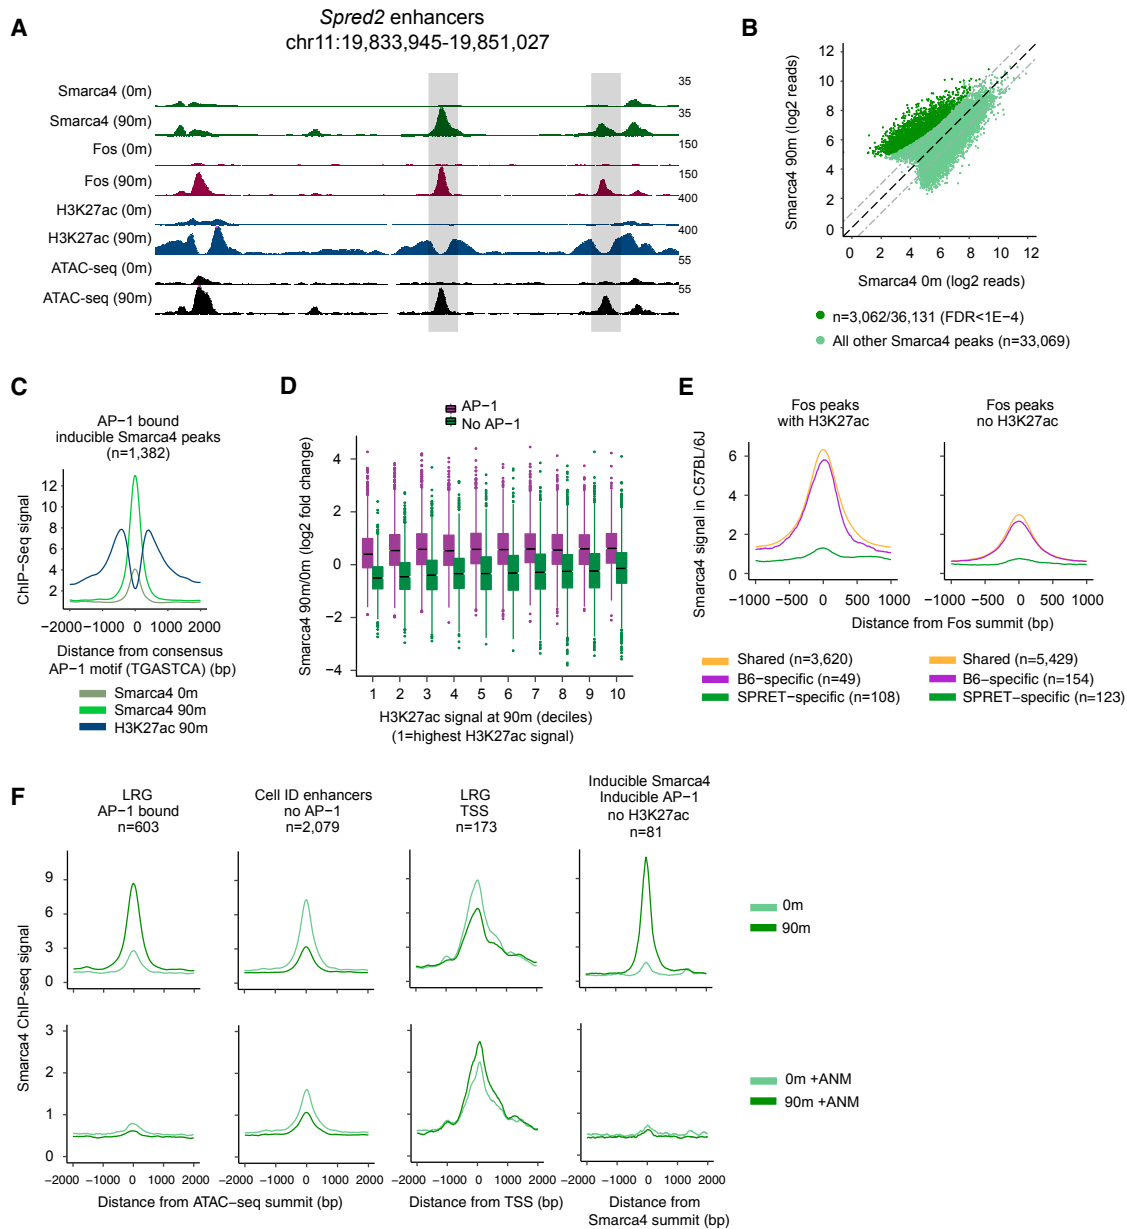 A
Spred2 enhancers
chr11:19,833,945-19,851,027
Smarca4 (0m)
35
Smarca4 (90m)
35
Fos (0m)
150
Fos (90m)
150
H3K27ac (0m)
400
H3K27ac (90m)
400
ATAC-seq (0m)
55
ATAC-seq (90m)
55
B
Smarca4 90m (log2 reads)
12
10
8
6
4
2
0
0 2 4 6 8 10 12
Smarca4 0m (log2 reads)
n=3,062/36,131 (FDR<1E−4)
All other Smarca4 peaks (n=33,069)
C
AP−1 bound
inducible Smarca4 peaks
(n=1,382)
ChIP−Seq signal
12
10
8
6
4
2
−2000 −1000 0 1000 2000
Distance from consensus
AP−1 motif (TGASTCA) (bp)
Smarca4 0m
Smarca4 90m
H3K27ac 90m
D
AP−1
No AP−1
Smarca4 90m/0m (log2 fold change)
4
2
0
−2
−4
1 2 3 4 5 6 7 8 9 10
H3K27ac signal at 90m (deciles)
(1=highest H3K27ac signal)
E
Fos peaks
with H3K27ac
Fos peaks
no H3K27ac
Smarca4 signal in C57BL/6J
6
4
2
0
−1000 −500 0 500 1000
−1000 −500 0 500 1000
Distance from Fos summit (bp)
Shared (n=3,620)
B6−specific (n=49)
SPRET−specific (n=108)
Shared (n=5,429)
B6−specific (n=154)
SPRET−specific (n=123)
F
LRG
AP−1 bound
n=603
Cell ID enhancers
no AP−1
n=2,079
LRG
TSS
n=173
Inducible Smarca4
Inducible AP−1
no H3K27ac
n=81
Smarca4 ChIP−seq signal
9
6
3
0
−2000 0 2000
−2000 0 2000
−2000 0 2000
−2000 0 2000
0m
90m
3
2
1
0
−2000 −1000 0 1000 2000
−2000 −1000 0 1000 2000
−2000 −1000 0 1000 2000
−2000 −1000 0 1000 2000
0m +ANM
90m +ANM
Distance from ATAC−seq summit (bp)
Distance from TSS (bp)
Distance from
Smarca4 summit (bp)